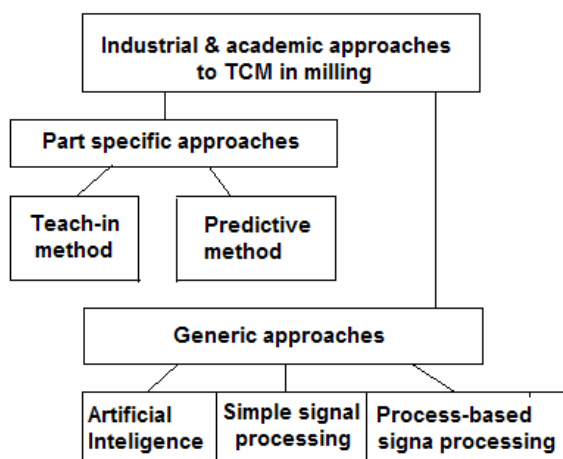 Industrial & academic approaches
to TCM in milling
Part specific approaches
Teach-in
method
Predictive
method
Generic approaches
Artificial
Inteligence
Simple signal
processing
Process-based
signa processing